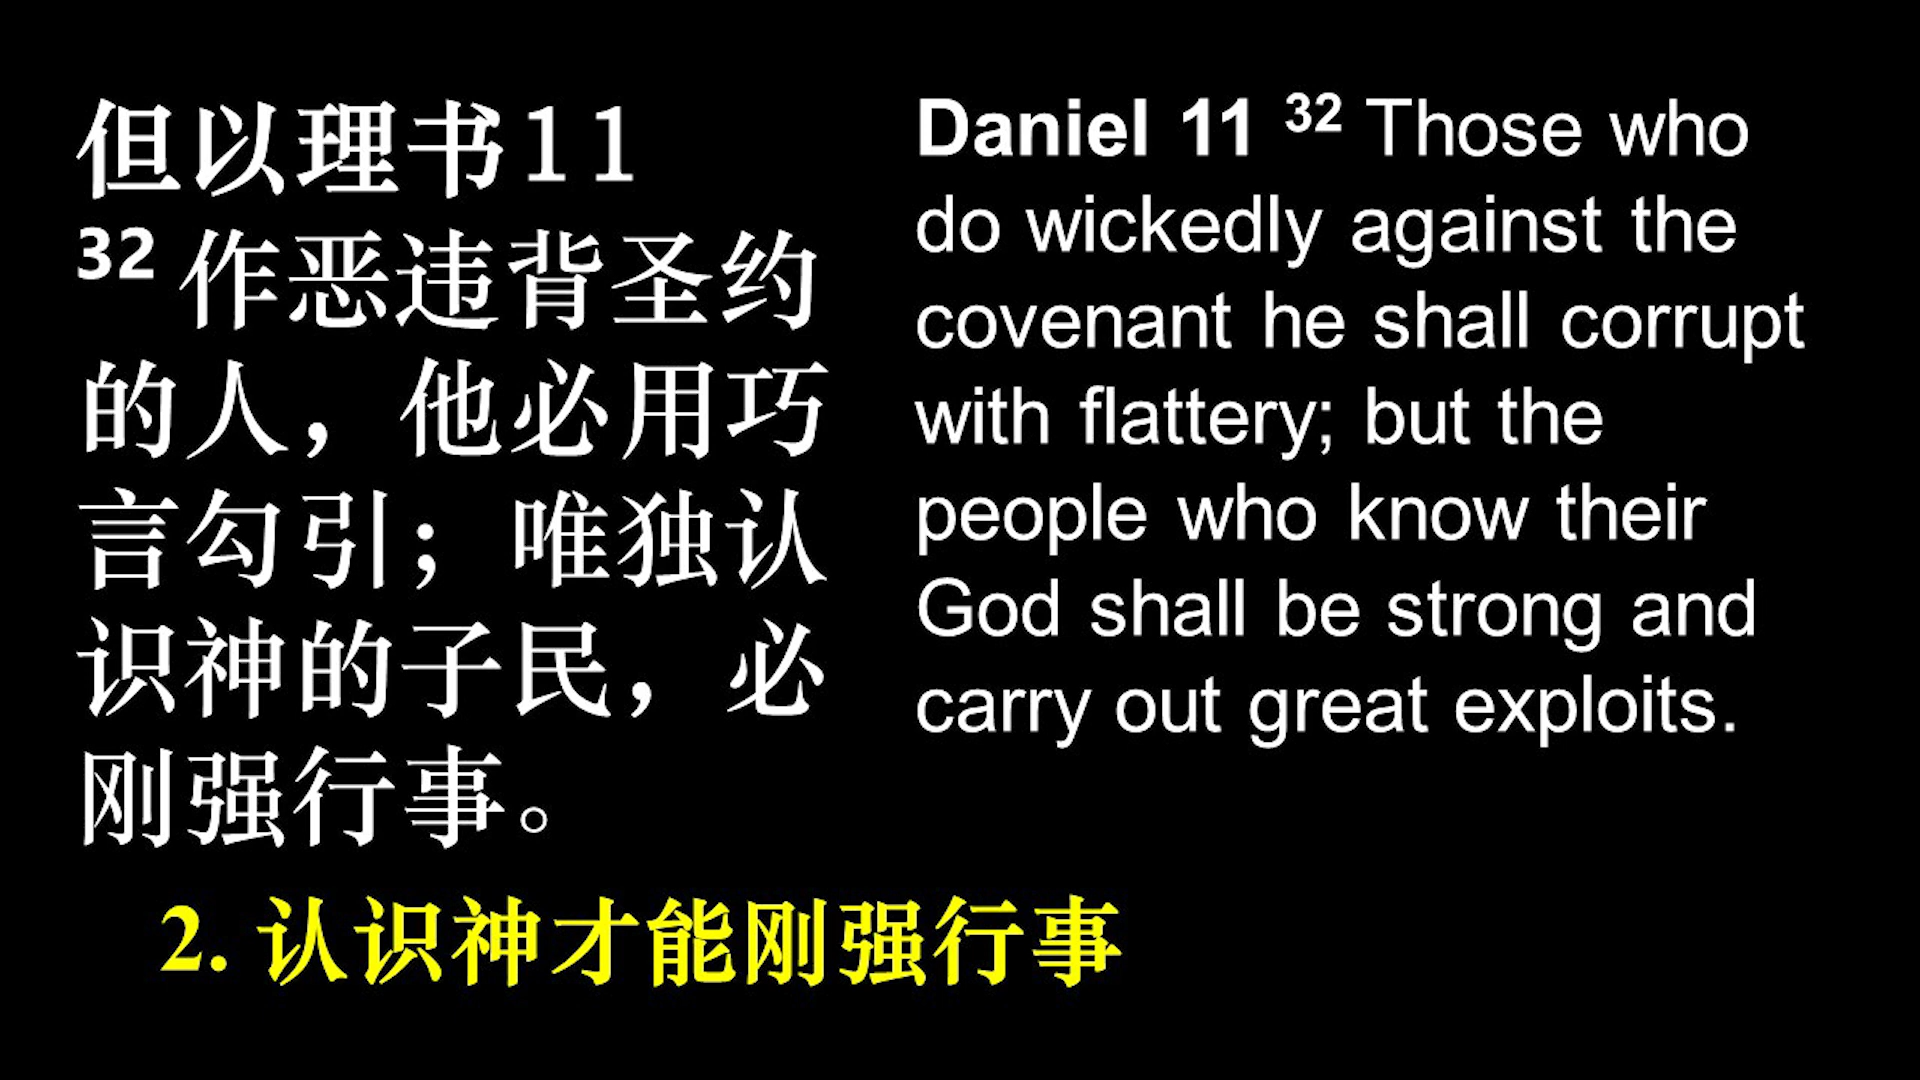 但以理书11
32 作恶违背圣约
的人，他必用巧
言勾引；唯独认
识神的子民，必
刚强行事。
Daniel 11 32 Those who
do wickedly against the
covenant he shall corrupt
with flattery; but the
people who know their
God shall be strong and
carry out great exploits.
2. 认识神才能刚强行事